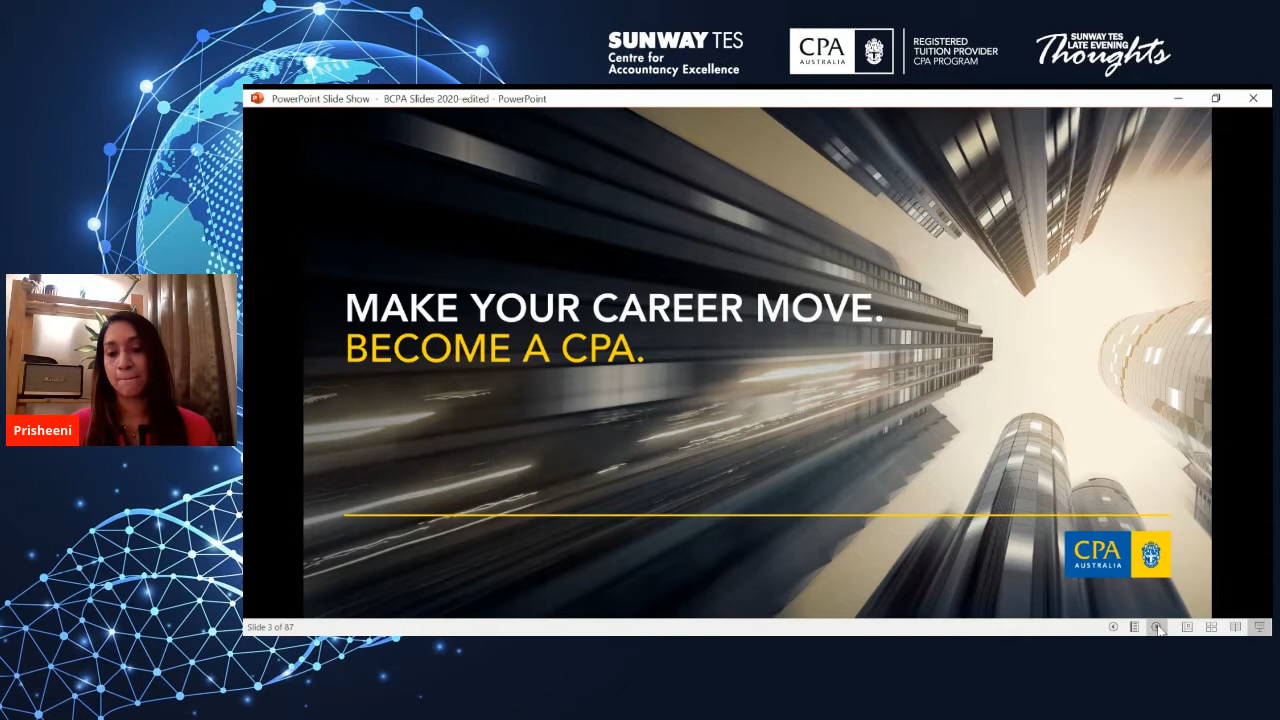 SUNWAY TES
Centre for
Accountancy Excellence
CPA
AUSTRALIA
REGISTERED
TUITION PROVIDER
CPA PROGRAM
SUNWAY TES
LATE EVENING
Thoughts
PowerPoint Slide Show - BCPA Slides 2020-edited - PowerPoint
MAKE YOUR CAREER MOVE.
BECOME A CPA.
Prisheeni
CPA
AUSTRALIA
Slide 3 of 87